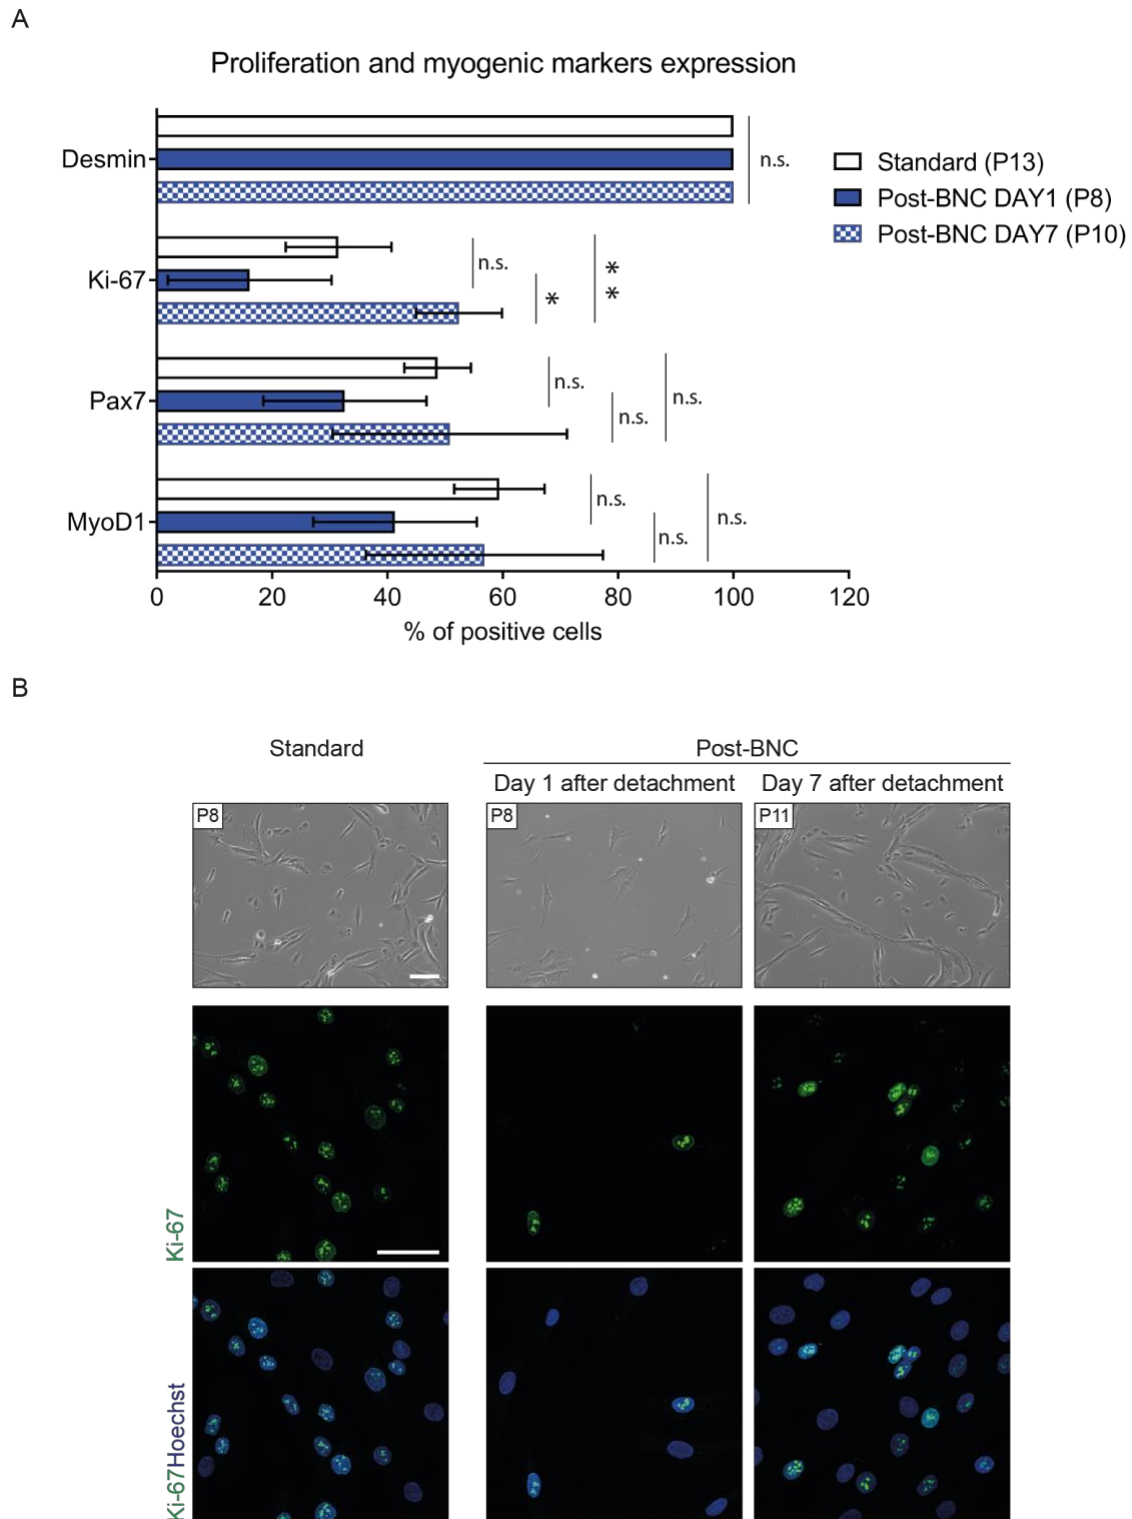 A
Proliferation and myogenic markers expression
Desmin
n.s.
Standard (P13)
Post-BNC DAY1 (P8)
Post-BNC DAY7 (P10)
Ki-67
n.s.
*
* *
Pax7
n.s.
n.s.
n.s.
MyoD1
n.s.
n.s.
n.s.
0 20 40 60 80 100 120
% of positive cells
B
Standard
Post-BNC
Day 1 after detachment
Day 7 after detachment
P8
P8
P11
Ki-67
Ki-67Hoechst